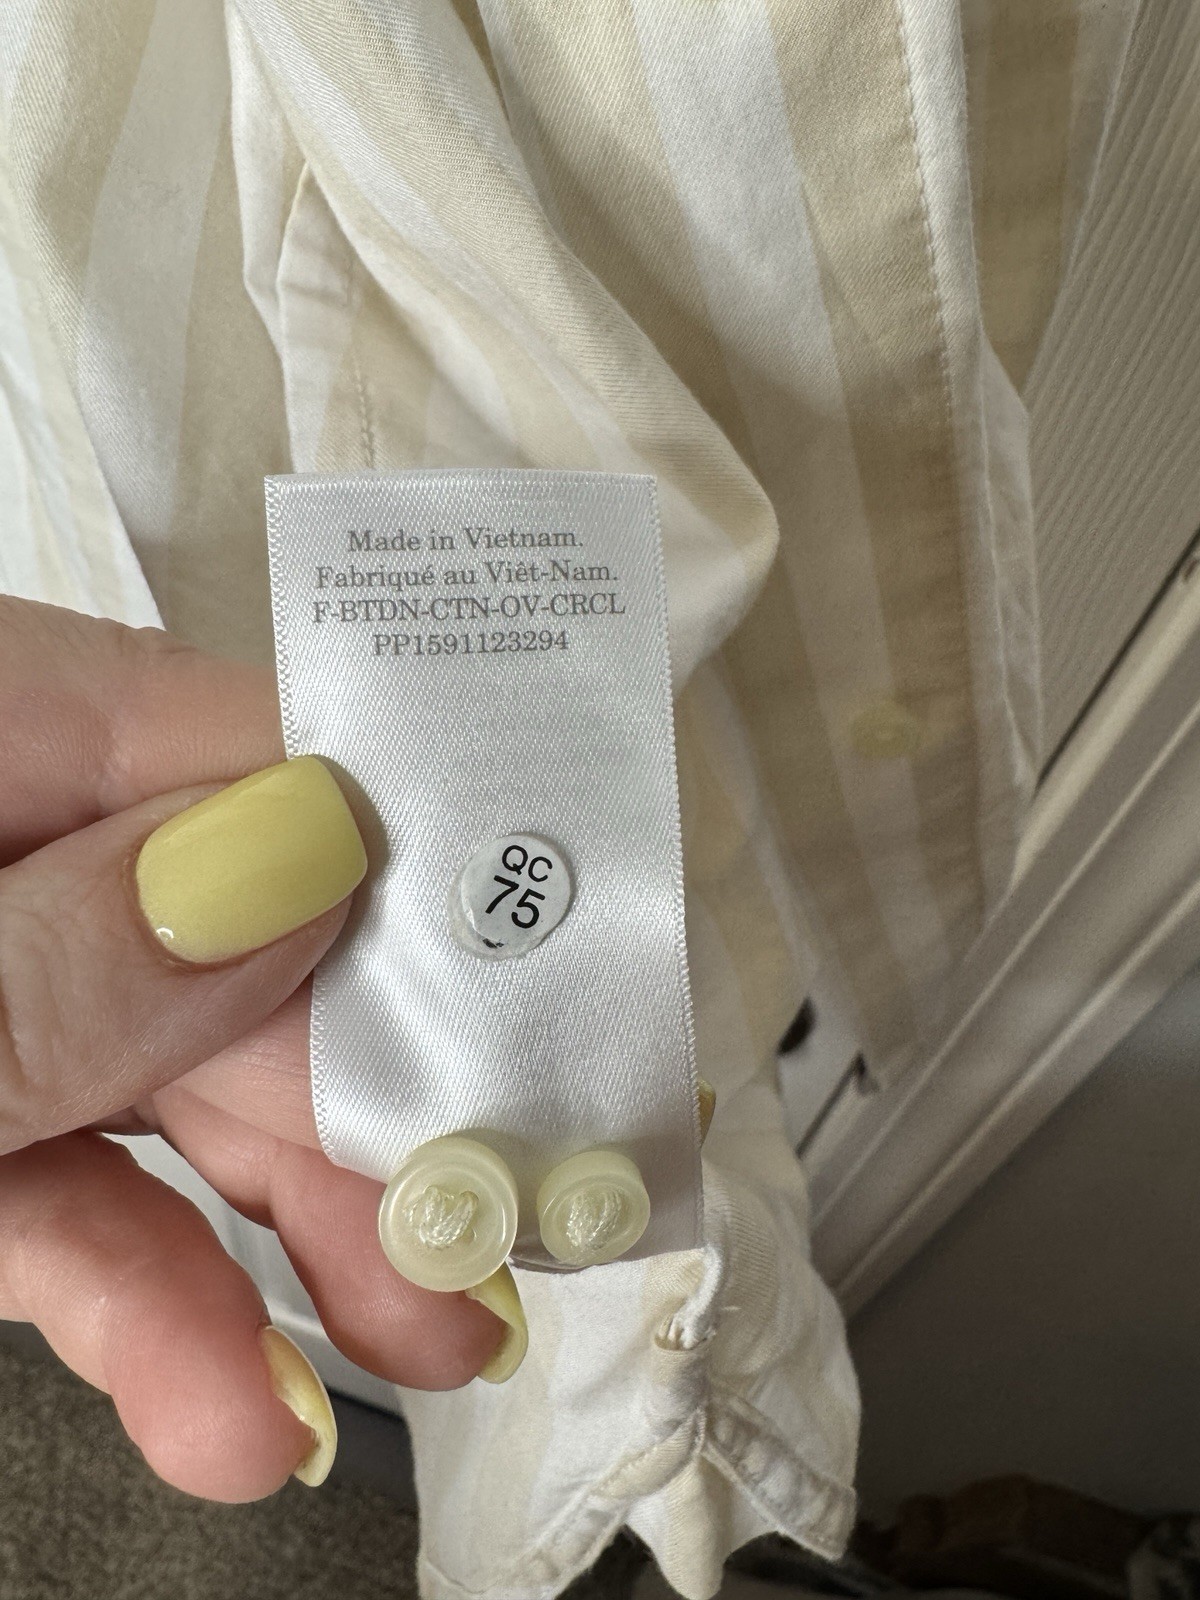 Made in Vietnam.
Fabriqué au Viêt-Nam.
F-BTDN-CTN-OV-CRCL
PP1591123294
QC
75